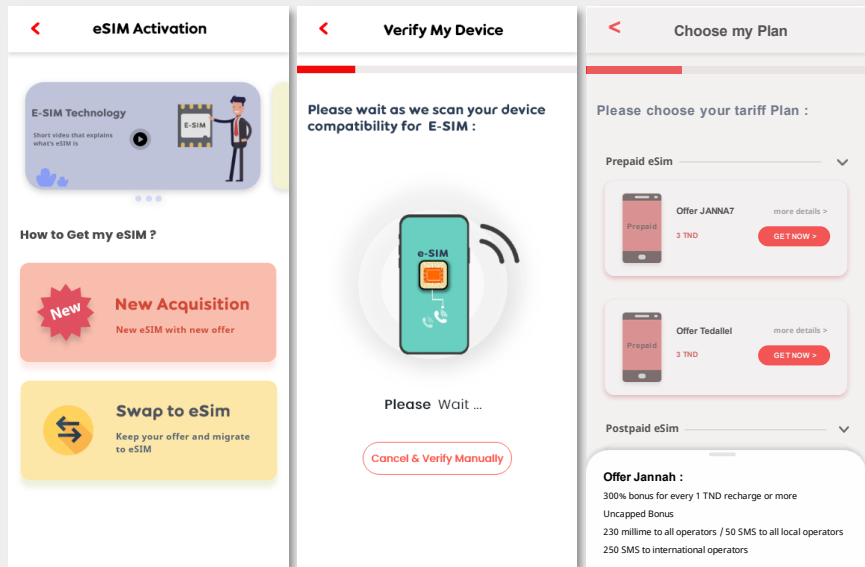 eSIM Activation
E-SIM Technology
Short video that explains
what's eSIM is
E-SIM
How to Get my eSIM ?
New
New Acquisition
New eSIM with new offer
Swap to eSim
Keep your offer and migrate
to eSIM
Verify My Device
Please wait as we scan your device
compatibility for E-SIM :
e-SIM
Please Wait ...
Cancel & Verify Manually
Choose my Plan
Please choose your tariff Plan :
Prepaid eSim
Prepaid
Offer JANNA7
more details >
3 TND
GET NOW >
Prepaid
Offer Tedallel
more details >
3 TND
GET NOW >
Postpaid eSim
Offer Jannah :
300% bonus for every 1 TND recharge or more
Uncapped Bonus
230 millime to all operators / 50 SMS to all local operators
250 SMS to international operators